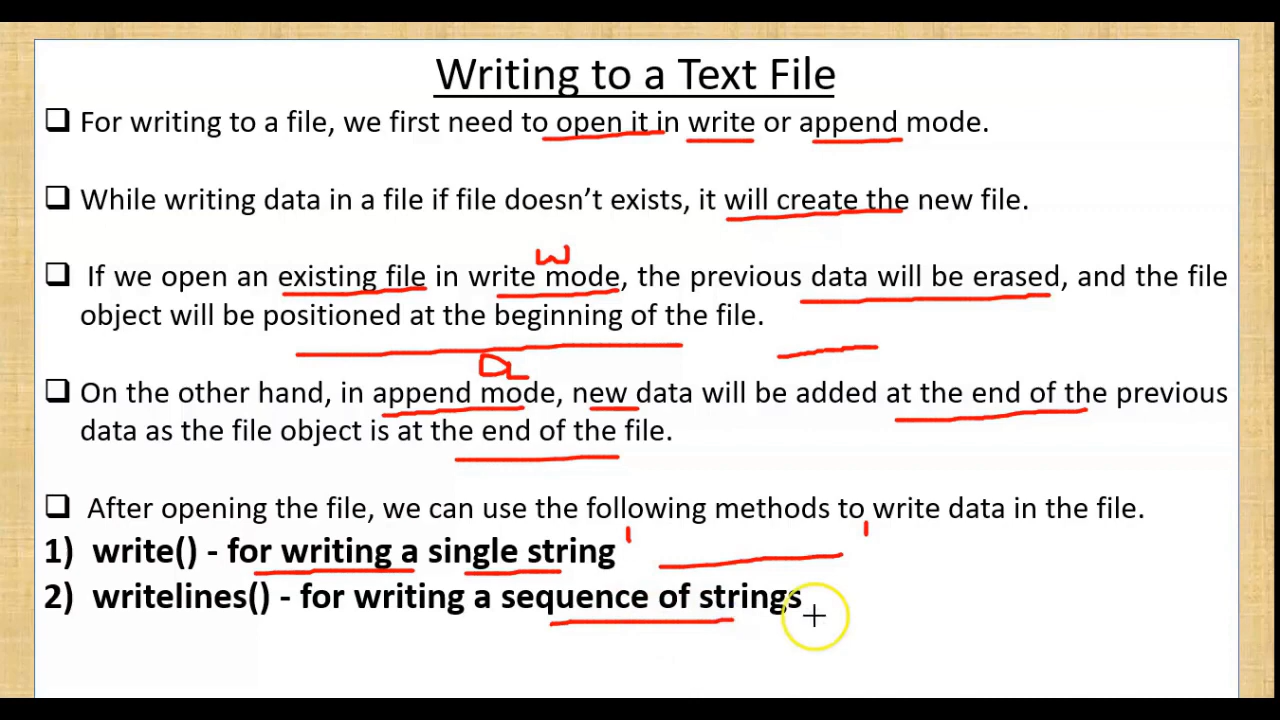 Writing to a Text File
❑ For writing to a file, we first need to open it in write or append mode.
❑ While writing data in a file if file doesn’t exists, it will create the new file.
w
❑ If we open an existing file in write mode, the previous data will be erased, and the file
object will be positioned at the beginning of the file.
a
❑ On the other hand, in append mode, new data will be added at the end of the previous
data as the file object is at the end of the file.
❑ After opening the file, we can use the following methods to write data in the file.
1) write() - for writing a single string ' '
2) writelines() - for writing a sequence of strings